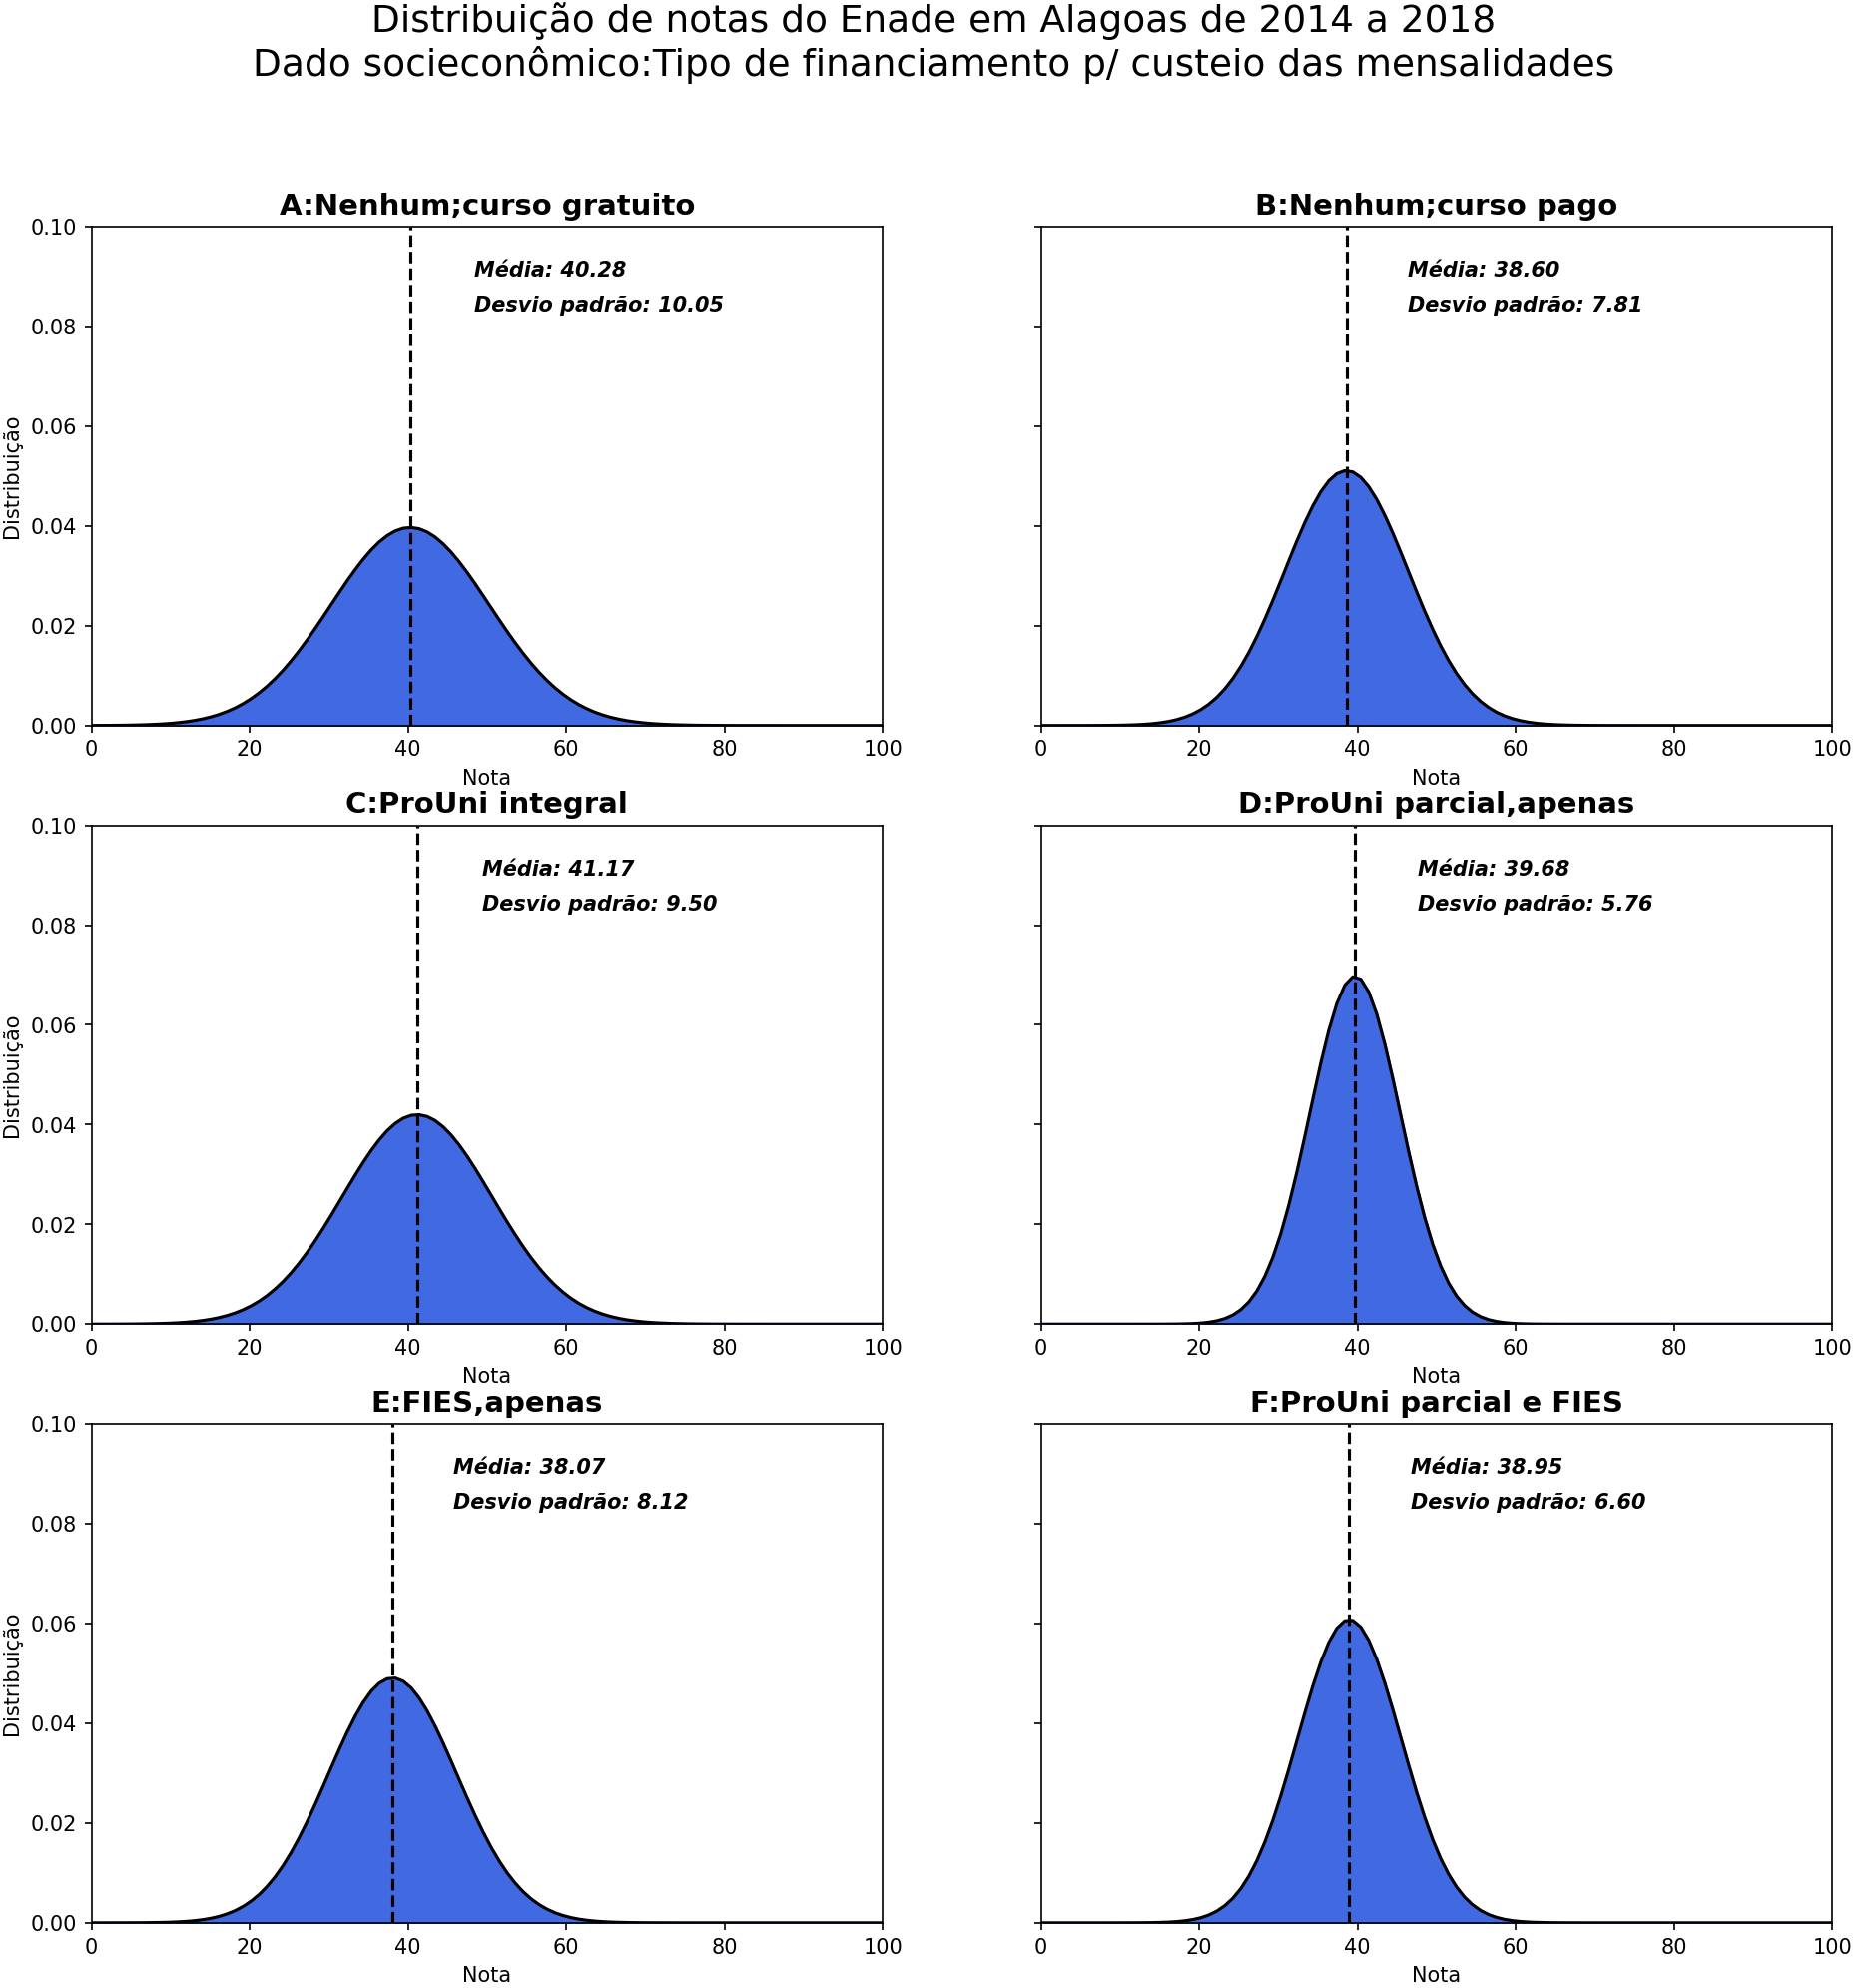 Distribuição de notas do Enade em Alagoas de 2014 a 2018
Dado socieconômico:Tipo de financiamento p/ custeio das mensalidades
A:Nenhum;curso gratuito
Média: 40.28
Desvio padrão: 10.05
Distribuição
0.10
0.08
0.06
0.04
0.02
0.00
0 20 40 60 80 100
Nota
B:Nenhum;curso pago
Média: 38.60
Desvio padrão: 7.81
0 20 40 60 80 100
Nota
C:ProUni integral
Média: 41.17
Desvio padrão: 9.50
Distribuição
0.10
0.08
0.06
0.04
0.02
0.00
0 20 40 60 80 100
Nota
D:ProUni parcial,apenas
Média: 39.68
Desvio padrão: 5.76
0 20 40 60 80 100
Nota
E:FIES,apenas
Média: 38.07
Desvio padrão: 8.12
Distribuição
0.10
0.08
0.06
0.04
0.02
0.00
0 20 40 60 80 100
Nota
F:ProUni parcial e FIES
Média: 38.95
Desvio padrão: 6.60
0 20 40 60 80 100
Nota